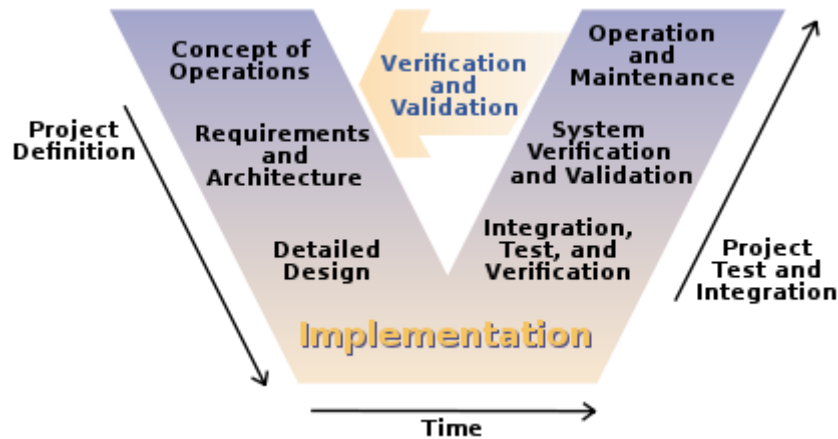 Concept of
Operations
Verification
and
Validation
Operation
and
Maintenance
Project
Definition
Requirements
and
Architecture
System
Verification
and Validation
Detailed
Design
Integration,
Test, and
Verification
Project
Test and
Integration
Implementation
Time